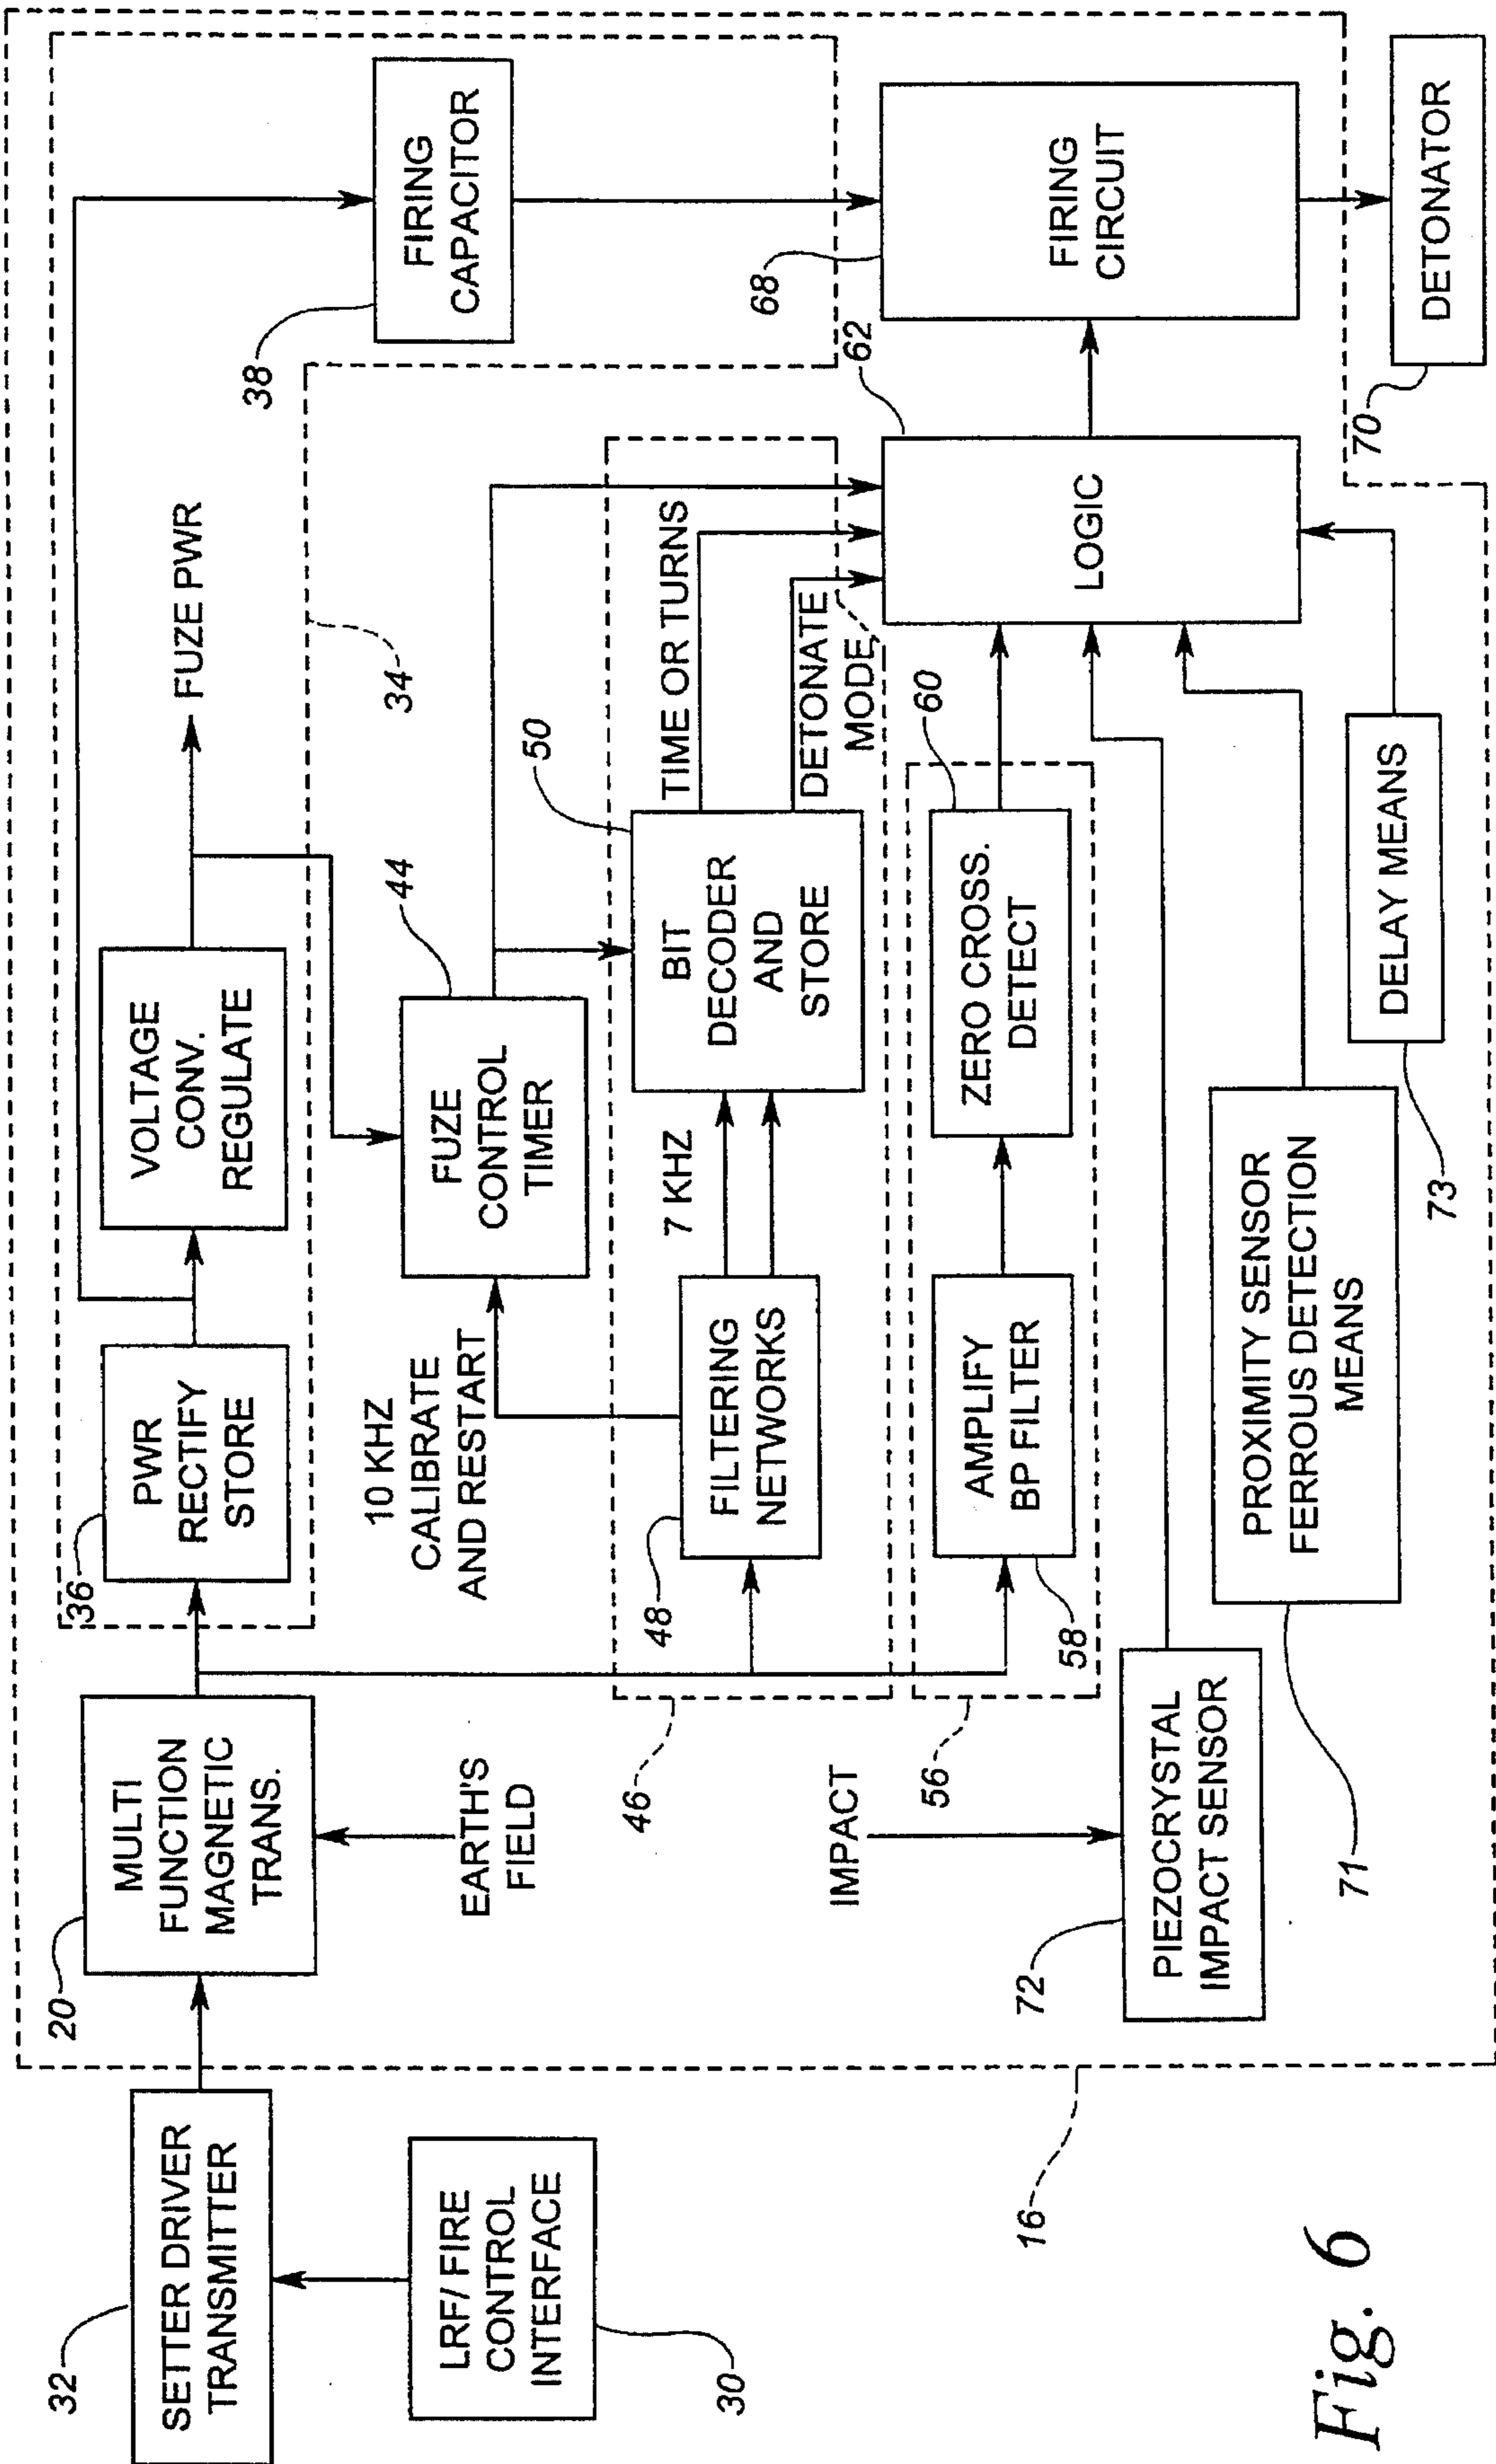 32
SETTER DRIVER
TRANSMITTER
LRF/ FIRE
CONTROL
INTERFACE
30
20
MULTI
FUNCTION
MAGNETIC
TRANS.
EARTH'S
FIELD
36
PWR
RECTIFY
STORE
VOLTAGE
CONV.
REGULATE
FUZE PWR
34
38
FIRING
CAPACITOR
10 KHZ
CALIBRATE
AND RESTART
44
FUZE
CONTROL
TIMER
46
48
FILTERING
NETWORKS
7 KHZ
50
BIT
DECODER
AND
STORE
TIME OR TURNS
DETONATE
MODE
56
58
AMPLIFY
BP FILTER
60
ZERO CROSS.
DETECT
62
LOGIC
68
FIRING
CIRCUIT
70
DETONATOR
IMPACT
72
PIEZOCRYSTAL
IMPACT SENSOR
71
PROXIMITY SENSOR
FERROUS DETECTION
MEANS
73
DELAY MEANS
16
Fig. 6